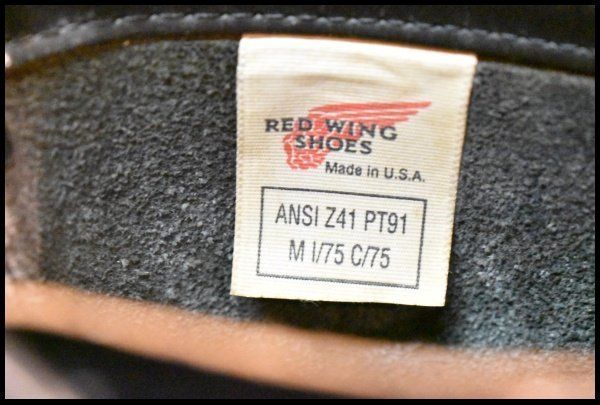 RED WING
SHOES
Made in U.S.A.
ANSI Z41 PT91
M I/75 C/75